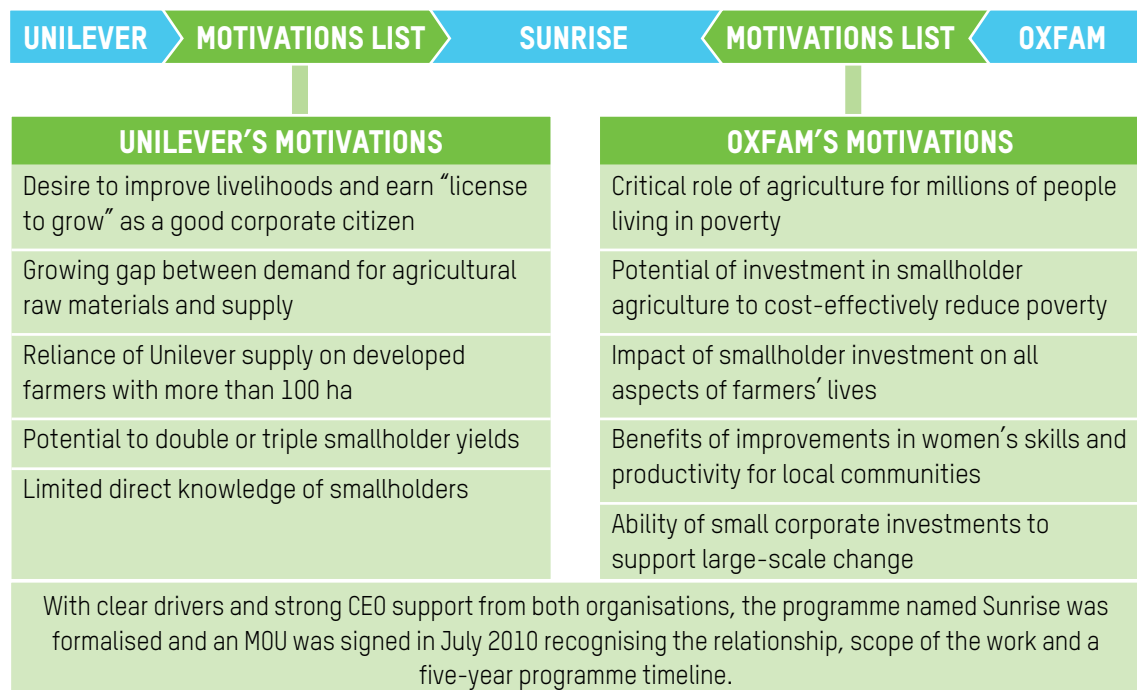 UNILEVER MOTIVATIONS LIST SUNRISE MOTIVATIONS LIST OXFAM
UNILEVER’S MOTIVATIONS
Desire to improve livelihoods and earn “license
to grow” as a good corporate citizen
Growing gap between demand for agricultural
raw materials and supply
Reliance of Unilever supply on developed
farmers with more than 100 ha
Potential to double or triple smallholder yields
Limited direct knowledge of smallholders
OXFAM’S MOTIVATIONS
Critical role of agriculture for millions of people
living in poverty
Potential of investment in smallholder
agriculture to cost-effectively reduce poverty
Impact of smallholder investment on all
aspects of farmers’ lives
Benefits of improvements in women’s skills and
productivity for local communities
Ability of small corporate investments to
support large-scale change
With clear drivers and strong CEO support from both organisations, the programme named Sunrise was
formalised and an MOU was signed in July 2010 recognising the relationship, scope of the work and a
five-year programme timeline.